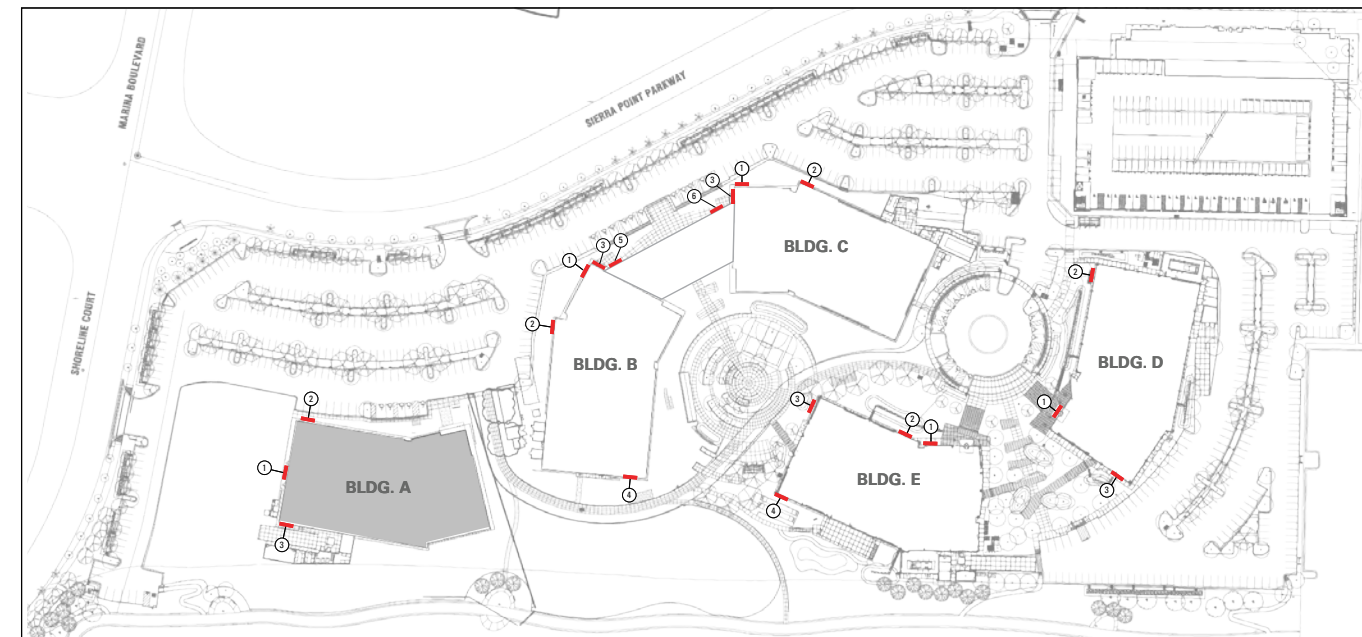 MARINA BOULEVARD
SIERRA POINT PARKWAY
SHORELINE COURT
3
1
2
6
BLDG. C
1
3
5
2
BLDG. B
4
2
BLDG. D
1
3
3
2
1
BLDG. E
4
2
1
BLDG. A
3